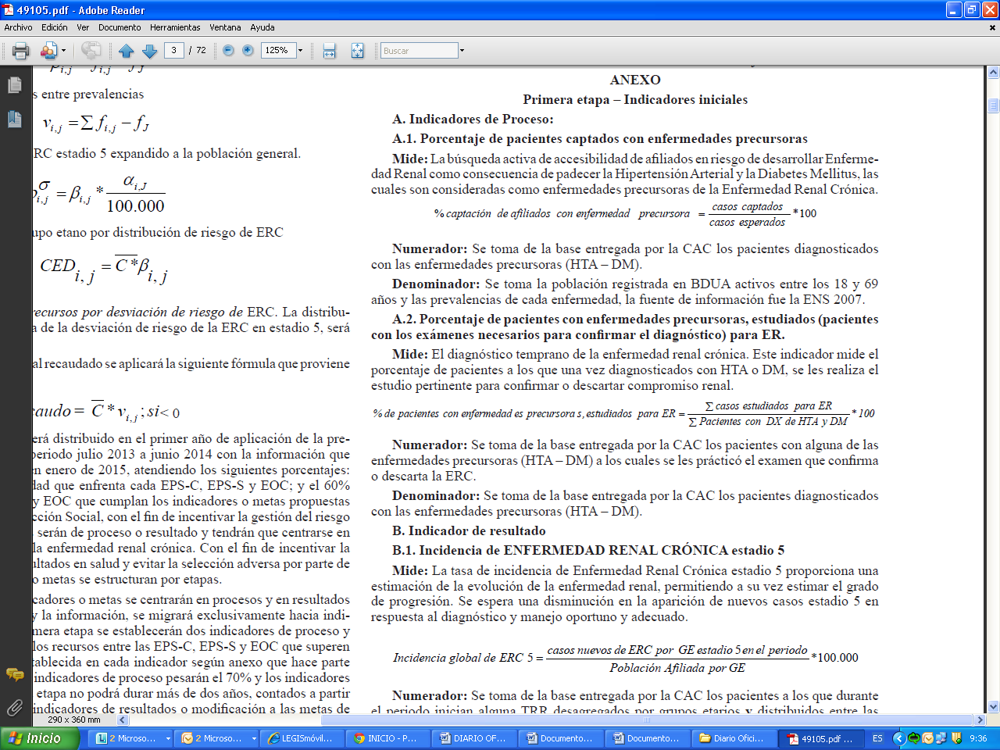 49105.pdf - Adobe Reader
Archivo Edición Ver Documento Herramientas Ventana Ayuda
3 / 72 125% Buscar
s entre prevalencias
v i,j = ∑ f i,j − f J
RC estadio 5 expandido a la población general.
σ i,j = β i,j * α i,J / 100.000
upo etano por distribución de riesgo de ERC
CED i, j = C * β i, j
recursos por desviación de riesgo de ERC. La distribu-
a de la desviación de riesgo de la ERC en estadio 5, será
al recaudado se aplicará la siguiente fórmula que proviene
caudo = C * v i,j ; si < 0
erá distribuido en el primer año de aplicación de la pre-
periodo julio 2013 a junio 2014 con la información que
n enero de 2015, atendiendo los siguientes porcentajes:
dad que enfrenta cada EPS-C, EPS-S y EOC; y el 60%
y EOC que cumplan los indicadores o metas propuestas
cción Social, con el fin de incentivar la gestión del riesgo
serán de proceso o resultado y tendrán que centrarse en
la enfermedad renal crónica. Con el fin de incentivar la
ultados en salud y evitar la selección adversa por parte de
o metas se estructuran por etapas.
cadores o metas se centrarán en procesos y en resultados
y la información, se migrará exclusivamente hacia indi-
mera etapa se establecerán dos indicadores de proceso y
los recursos entre las EPS-C, EPS-S y EOC que superen
tablecida en cada indicador según anexo que hace parte
indicadores de proceso pesarán el 70% y los indicadores
etapa no podrá durar más de dos años, contados a partir
indicadores de resultados o modificación a las metas de
ANEXO
Primera etapa – Indicadores iniciales
A. Indicadores de Proceso:
A.1. Porcentaje de pacientes captados con enfermedades precursoras
Mide: La búsqueda activa de accesibilidad de afiliados en riesgo de desarrollar Enferme-
dad Renal como consecuencia de padecer la Hipertensión Arterial y la Diabetes Mellitus, las
cuales son consideradas como enfermedades precursoras de la Enfermedad Renal Crónica.
% captación de afiliados con enfermedad precursora = casos captados / casos esperados * 100
Numerador: Se toma de la base entregada por la CAC los pacientes diagnosticados
con las enfermedades precursoras (HTA – DM).
Denominador: Se toma la población registrada en BDUA activos entre los 18 y 69
años y las prevalencias de cada enfermedad, la fuente de información fue la ENS 2007.
A.2. Porcentaje de pacientes con enfermedades precursoras, estudiados (pacientes
con los exámenes necesarios para confirmar el diagnóstico) para ER.
Mide: El diagnóstico temprano de la enfermedad renal crónica. Este indicador mide el
porcentaje de pacientes a los que una vez diagnosticados con HTA o DM, se les realiza el
estudio pertinente para confirmar o descartar compromiso renal.
% de pacientes con enfermedad es precursora s, estudiados para ER = ∑ casos estudiados para ER / ∑ Pacientes con DX de HTA y DM * 100
Numerador: Se toma de la base entregada por la CAC los pacientes con alguna de las
enfermedades precursoras (HTA – DM) a los cuales se les prácticó el examen que confirma
o descarta la ERC.
Denominador: Se toma de la base entregada por la CAC los pacientes diagnosticados
con las enfermedades precursoras (HTA – DM).
B. Indicador de resultado
B.1. Incidencia de ENFERMEDAD RENAL CRÓNICA estadio 5
Mide: La tasa de incidencia de Enfermedad Renal Crónica estadio 5 proporciona una
estimación de la evolución de la enfermedad renal, permitiendo a su vez estimar el grado
de progresión. Se espera una disminución en la aparición de nuevos casos estadio 5 en
respuesta al diagnóstico y manejo oportuno y adecuado.
Incidencia global de ERC 5 = casos nuevos de ERC por GE estadio 5 en el periodo / Población Afiliada por GE *100.000
Numerador: Se toma de la base entregada por la CAC los pacientes a los que durante
el periodo inician alguna TRR desagregados por grupos etarios y distribuidos entre las
290 x 360 mm
Inicio 2 Microso... 2 Microso... LEGISmóvil... INICIO - P... DIARIO OF... Documento... Documento... Diario Ofici... 49105.pdf ... ES 9:36